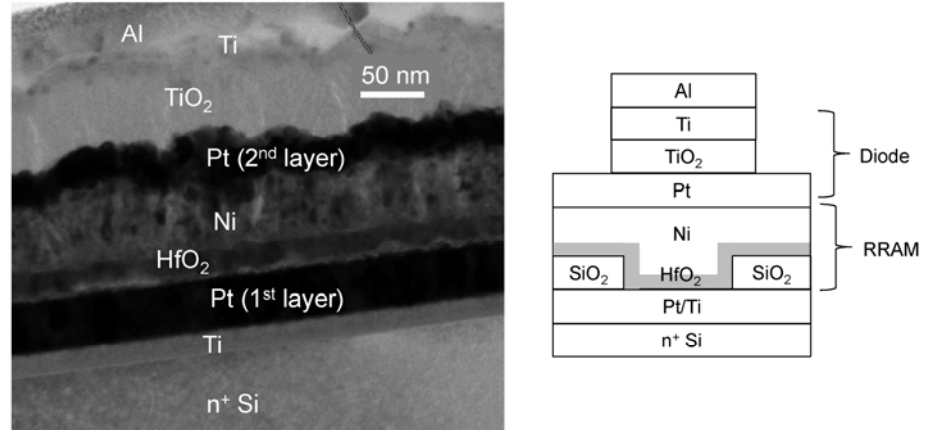 Al
Ti
50 nm
TiO₂
Pt (2ⁿᵈ layer)
Ni
HfO₂
Pt (1ˢᵗ layer)
Ti
n⁺ Si
Al
Ti
TiO₂
Diode
Pt
Ni
RRAM
SiO₂
HfO₂
SiO₂
Pt/Ti
n⁺ Si